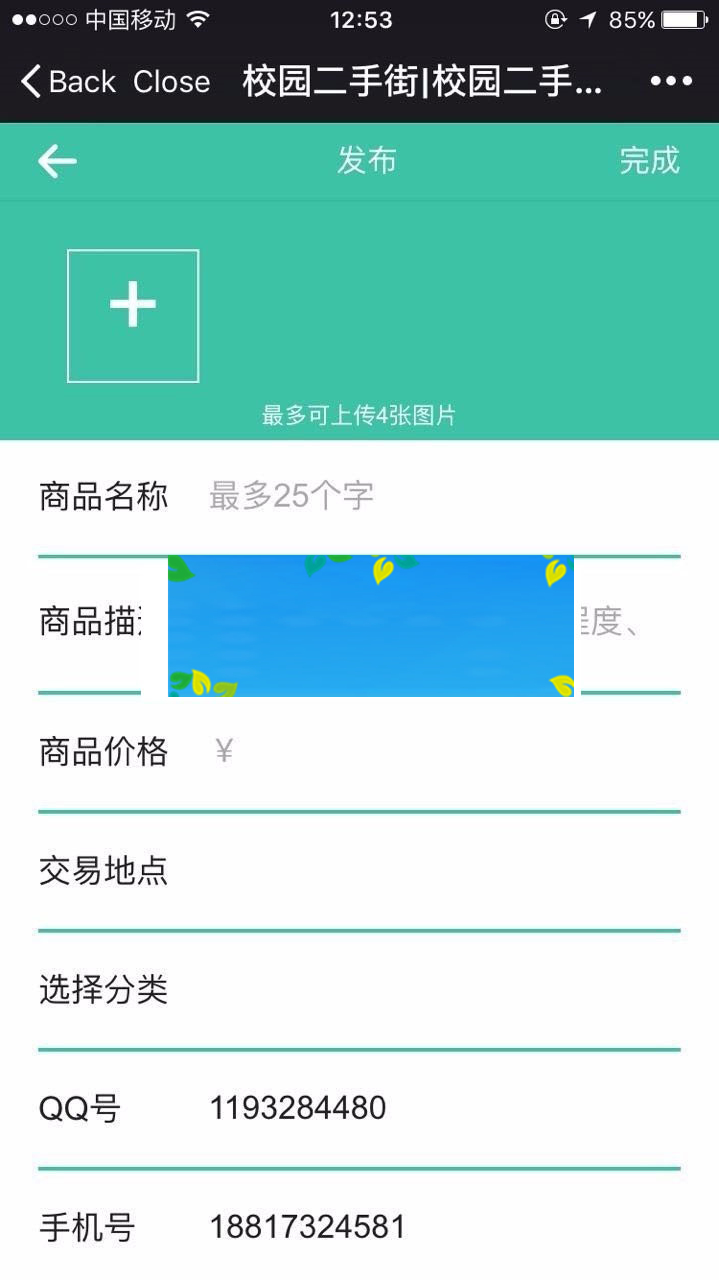 中国移动 12:53 85%
Back Close 校园二手街|校园二手...
发布 完成
最多可上传4张图片
商品名称 最多25个字
商品描 程度、
商品价格 ¥
交易地点
选择分类
QQ号 1193284480
手机号 18817324581